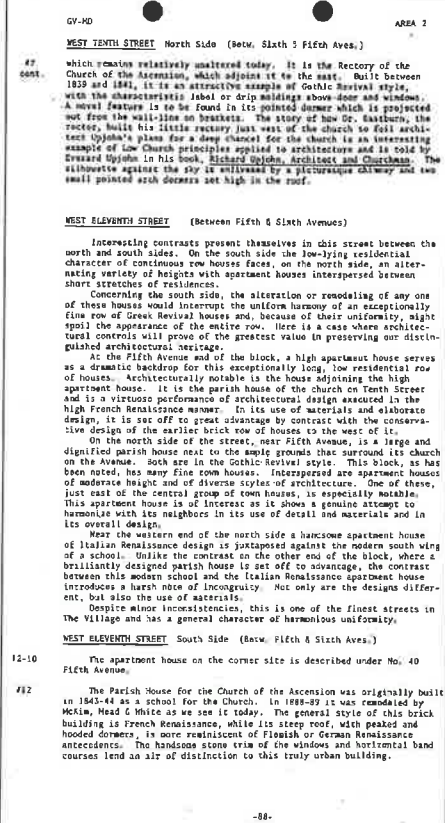 GV-HD
AREA 2
WEST TENTH STREET North Side (Betw. Sixth & Fifth Aves.)
#7 which remains relatively unaltered today. It is the Rectory of the
cont. Church of the Ascension, which adjoins it to the east. Built between
1839 and 1841, it is an attractive example of Gothic Revival style,
with the characteristic label or drip moldings above door and windows.
A novel feature is to be found in its pointed dormer which is projected
out from the wall-line on brackets. The story of how Dr. Eastburn, the
rector, built his little rectory just west of the church to foil archi-
tect Upjohn's plans for a deep chancel for the church is an interesting
example of Low Church principles applied to architecture and is told by
Everard Upjohn in his book, Richard Upjohn, Architect and Churchman. The
silhouette against the sky is enlivened by a picturesque chimney and two
small pointed arch dormers set high in the roof.
WEST ELEVENTH STREET (Between Fifth & Sixth Avenues)
Interesting contrasts present themselves in this street between the
north and south sides. On the south side the low-lying residential
character of continuous row houses faces, on the north side, an alter-
nating variety of heights with apartment houses interspersed between
short stretches of residences.
Concerning the south side, the alteration or remodeling of any one
of these houses would interrupt the uniform harmony of an exceptionally
fine row of Greek Revival houses and, because of their uniformity, might
spoil the appearance of the entire row. Here is a case where architec-
tural controls will prove of the greatest value in preserving our distin-
guished architectural heritage.
At the Fifth Avenue end of the block, a high apartment house serves
as a dramatic backdrop for this exceptionally long, low residential row
of houses. Architecturally notable is the house adjoining the high
apartment house. It is the parish house of the church on Tenth Street
and is a virtuoso performance of architectural design executed in the
high French Renaissance manner. In its use of materials and elaborate
design, it is set off to great advantage by contrast with the conserva-
tive design of the earlier brick row of houses to the west of it.
On the north side of the street, near Fifth Avenue, is a large and
dignified parish house next to the ample grounds that surround its church
on the Avenue. Both are in the Gothic Revival style. This block, as has
been noted, has many fine town houses. Interspersed are apartment houses
of moderate height and of diverse styles of architecture. One of these,
just east of the central group of town houses, is especially notable.
This apartment house is of interest as it shows a genuine attempt to
harmonize with its neighbors in its use of detail and materials and in
its overall design.
Near the western end of the north side a handsome apartment house
of Italian Renaissance design is juxtaposed against the modern south wing
of a school. Unlike the contrast on the other end of the block, where a
brilliantly designed parish house is set off to advantage, the contrast
between this modern school and the Italian Renaissance apartment house
introduces a harsh note of incongruity. Not only are the designs differ-
ent, but also the use of materials.
Despite minor inconsistencies, this is one of the finest streets in
The Village and has a general character of harmonious uniformity.
WEST ELEVENTH STREET South Side (Betw. Fifth & Sixth Aves.)
12-10 The apartment house on the corner site is described under No. 40
Fifth Avenue.
#12 The Parish House for the Church of the Ascension was originally built
in 1843-44 as a school for the Church. In 1888-89 it was remodeled by
McKim, Mead & White as we see it today. The general style of this brick
building is French Renaissance, while its steep roof, with peaked and
hooded dormers, is more reminiscent of Flemish or German Renaissance
antecedents. The handsome stone trim of the windows and horizontal band
courses lend an air of distinction to this truly urban building.
-88-